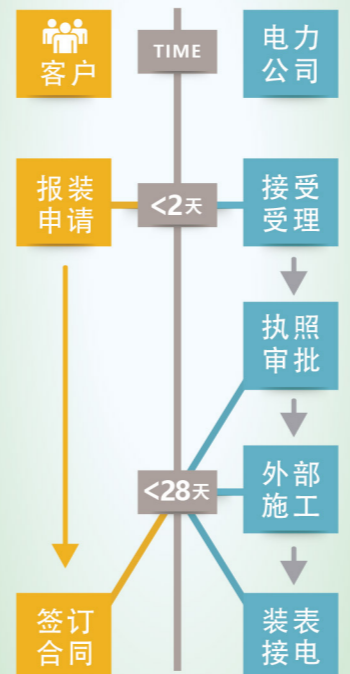 客户
TIME
电力
公司
报装
申请
<2天
接受
受理
执照
审批
<28天
外部
施工
签订
合同
装表
接电